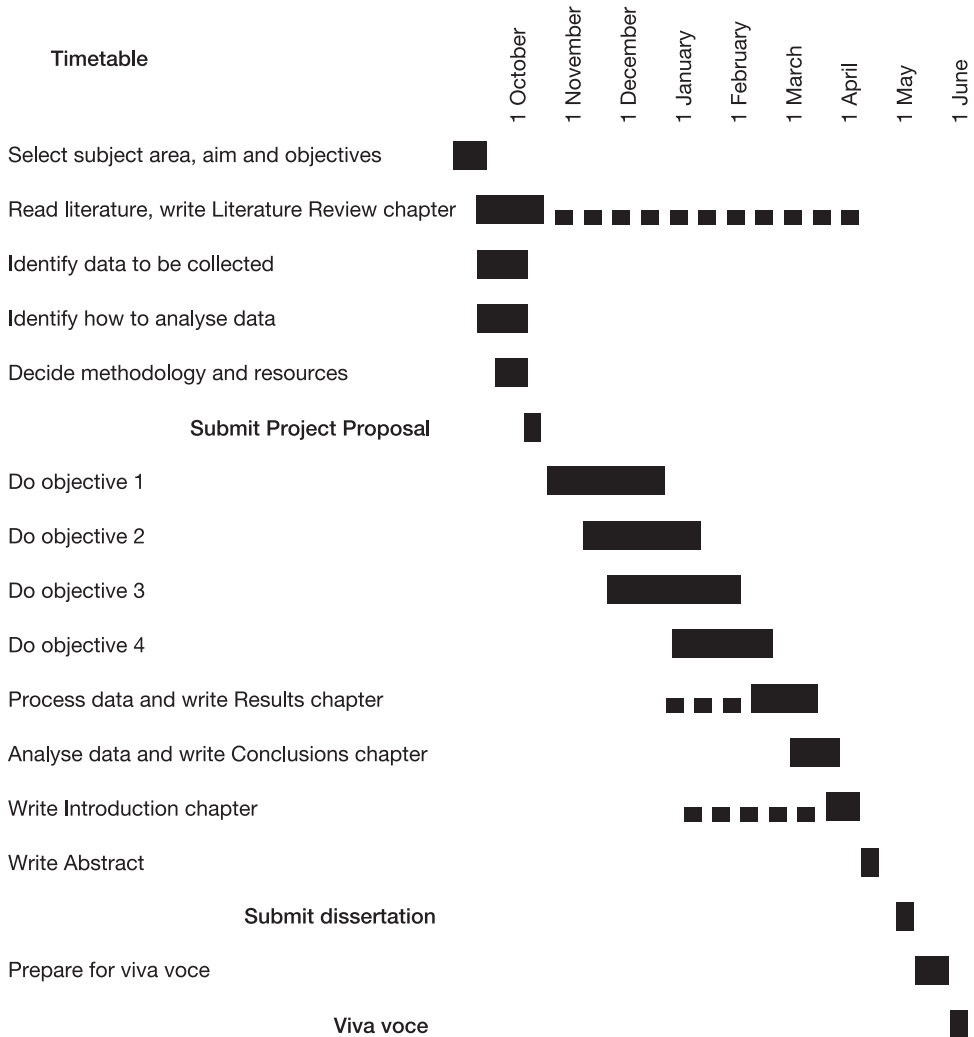 Timetable
1 October
1 November
1 December
1 January
1 February
1 March
1 April
1 May
1 June
Select subject area, aim and objectives
Read literature, write Literature Review chapter
Identify data to be collected
Identify how to analyse data
Decide methodology and resources
Submit Project Proposal
Do objective 1
Do objective 2
Do objective 3
Do objective 4
Process data and write Results chapter
Analyse data and write Conclusions chapter
Write Introduction chapter
Write Abstract
Submit dissertation
Prepare for viva voce
Viva voce